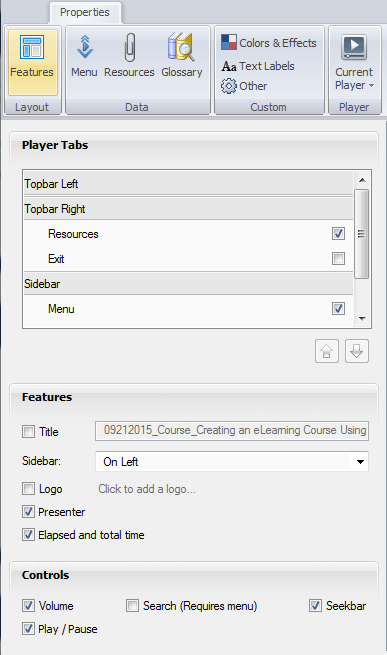 Properties
Features
Menu
Resources
Glossary
Colors & Effects
Aa Text Labels
Other
Current
Player
Layout
Data
Custom
Player
Player Tabs
Topbar Left
Topbar Right
Resources
Exit
Sidebar
Menu
Features
Title
09212015_Course_Creating an eLearning Course Using
Sidebar:
On Left
Logo
Click to add a logo...
Presenter
Elapsed and total time
Controls
Volume
Search (Requires menu)
Seekbar
Play / Pause